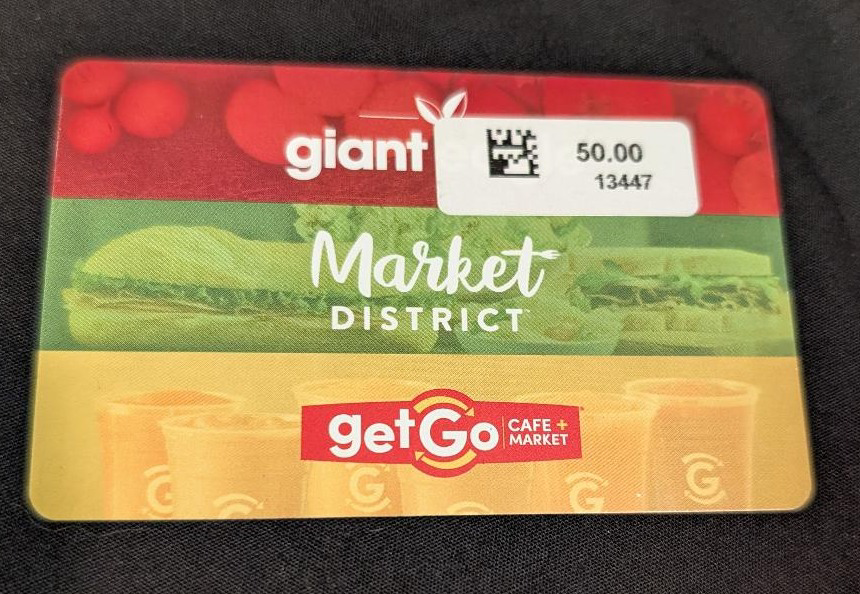 giant
50.00
13447
Market
DISTRICT
getGo CAFE +
MARKET
G
G
G
G